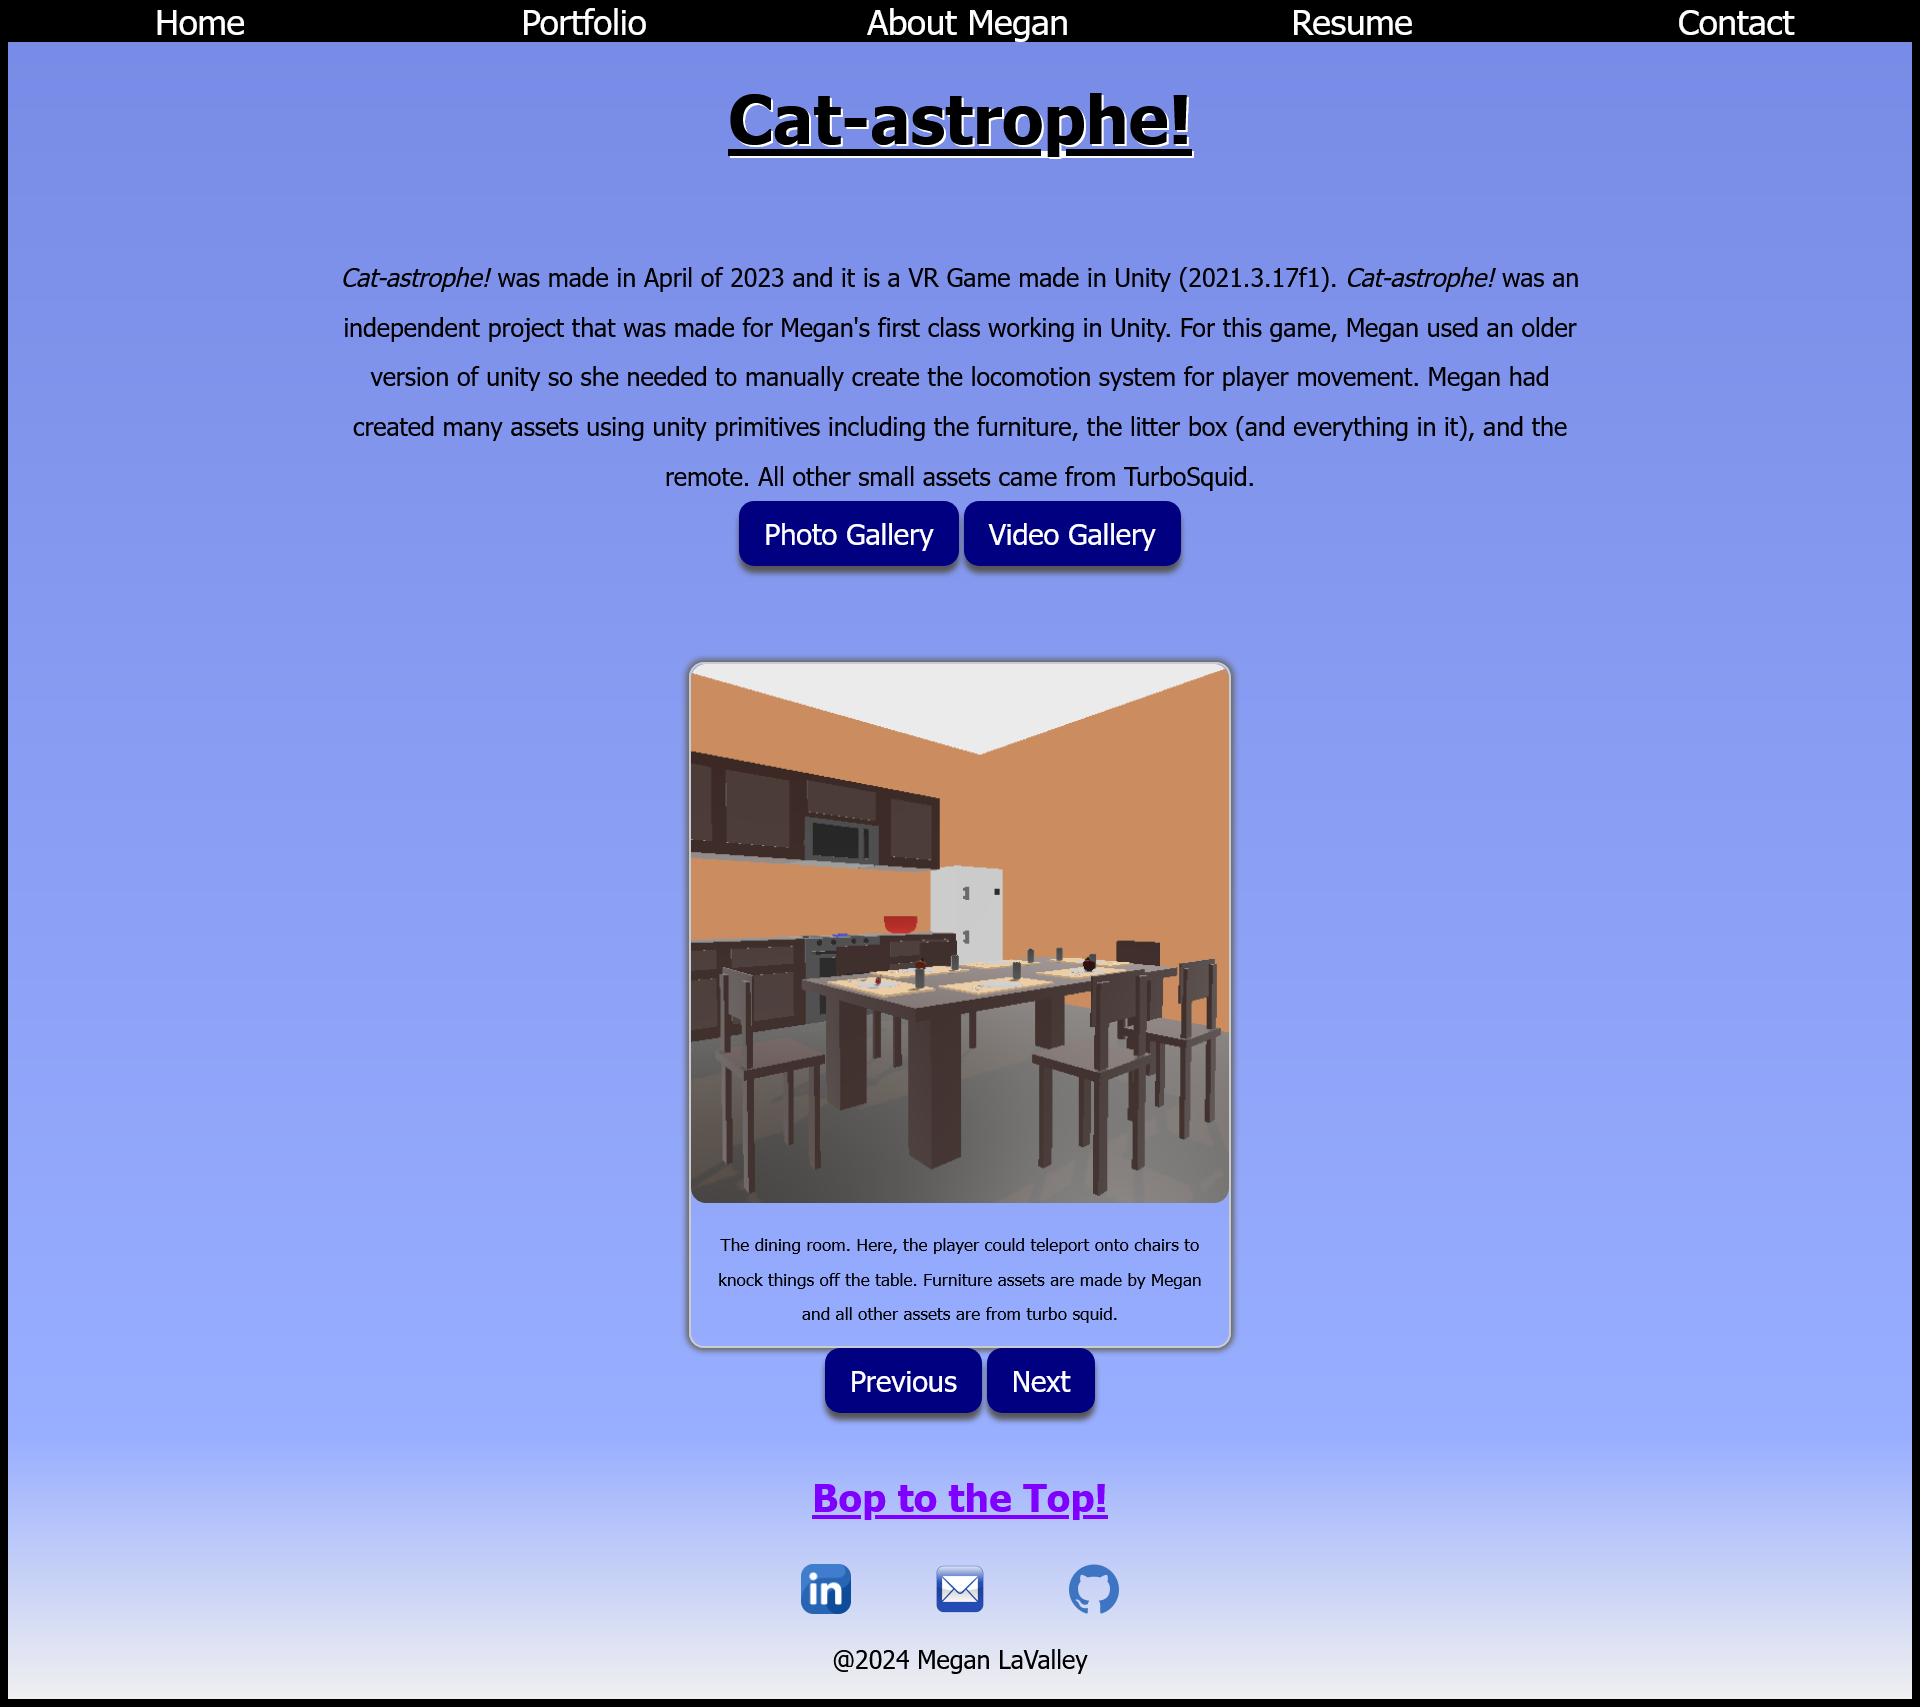 Home Portfolio About Megan Resume Contact
Cat-astrophe!
Cat-astrophe! was made in April of 2023 and it is a VR Game made in Unity (2021.3.17f1). Cat-astrophe! was an
independent project that was made for Megan's first class working in Unity. For this game, Megan used an older
version of unity so she needed to manually create the locomotion system for player movement. Megan had
created many assets using unity primitives including the furniture, the litter box (and everything in it), and the
remote. All other small assets came from TurboSquid.
Photo Gallery Video Gallery
The dining room. Here, the player could teleport onto chairs to
knock things off the table. Furniture assets are made by Megan
and all other assets are from turbo squid.
Previous Next
Bop to the Top!
in
@2024 Megan LaValley